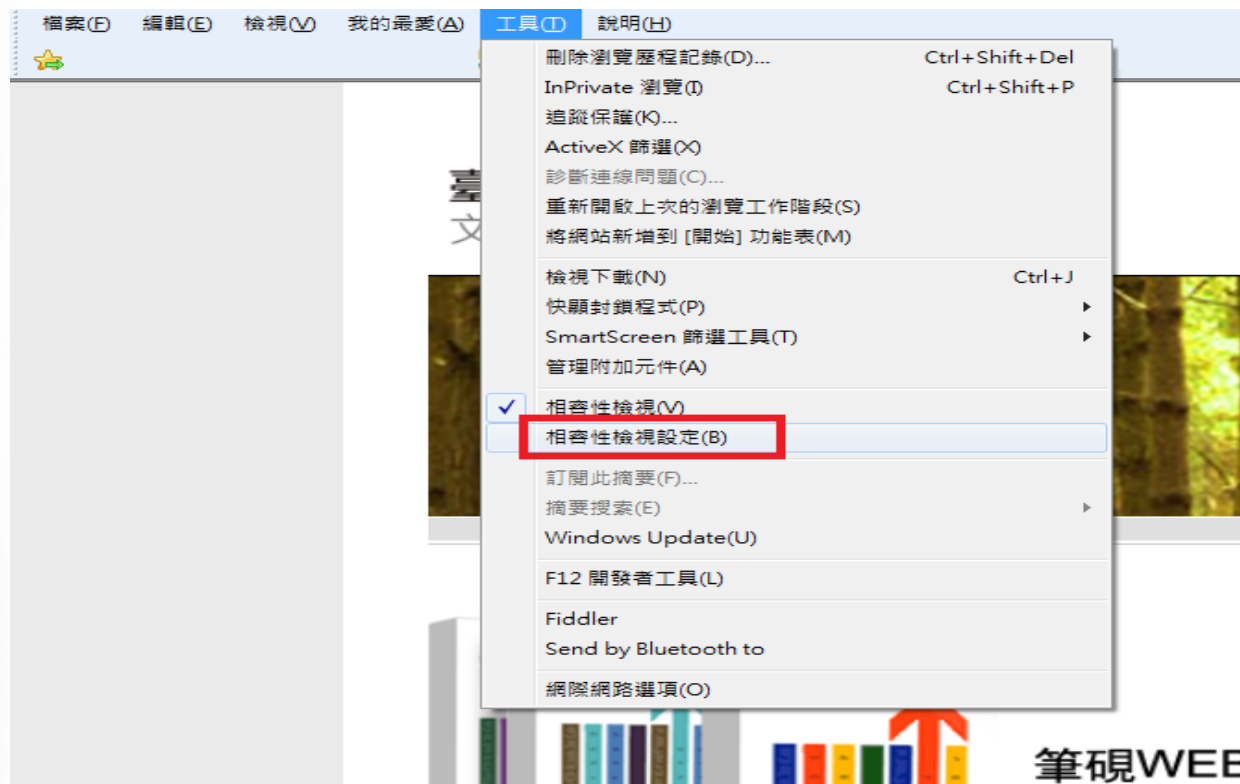 檔案(F) 編輯(E) 檢視(V) 我的最愛(A) 工具(T) 說明(H)
刪除瀏覽歷程記錄(D)... Ctrl+Shift+Del
InPrivate 瀏覽(I) Ctrl+Shift+P
追蹤保護(K)...
ActiveX 篩選(X)
診斷連線問題(C)...
重新開啟上次的瀏覽工作階段(S)
將網站新增到 [開始] 功能表(M)
檢視下載(N) Ctrl+J
快顯封鎖程式(P)
SmartScreen 篩選工具(T)
管理附加元件(A)
相容性檢視(V)
相容性檢視設定(B)
訂閱此摘要(F)...
摘要搜索(E)
Windows Update(U)
F12 開發者工具(L)
Fiddler
Send by Bluetooth to
網際網路選項(O)
文
筆硯WEB